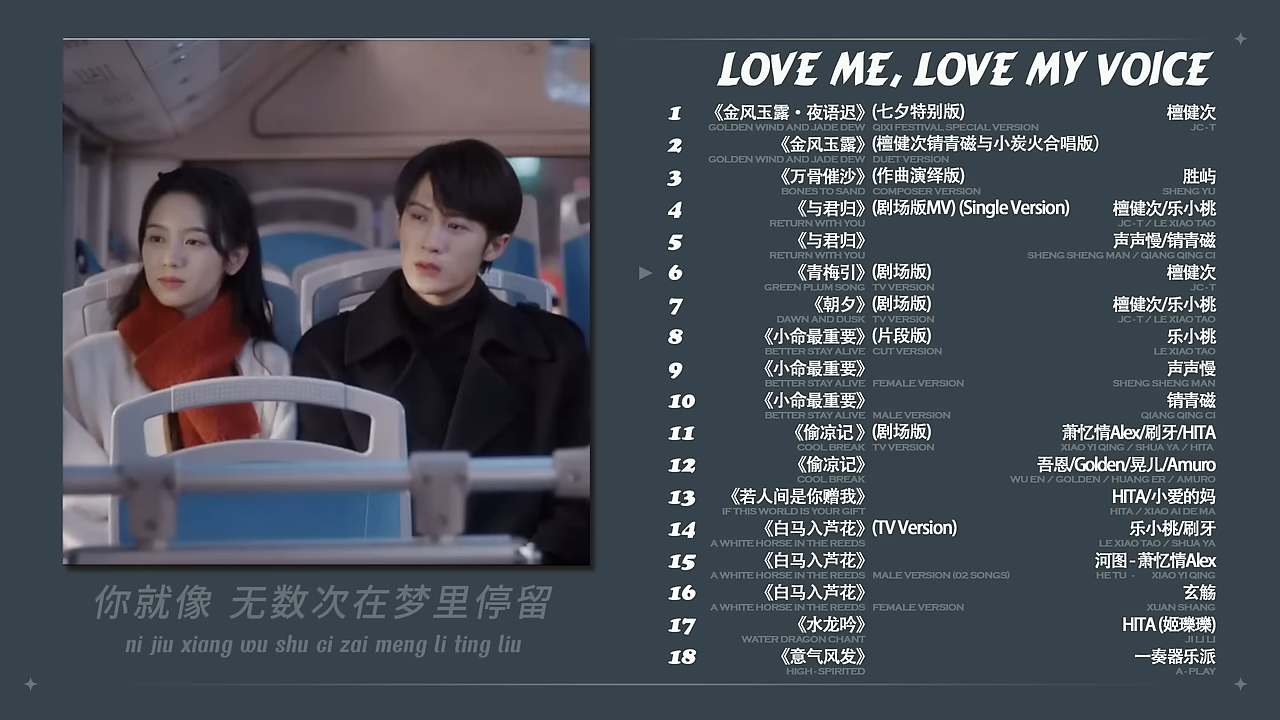 LOVE ME, LOVE MY VOICE
1 《金风玉露·夜语迟》 (七夕特别版) 檀健次
GOLDEN WIND AND JADE DEW QIXI FESTIVAL SPECIAL VERSION JC-T
2 《金风玉露》 (檀健次锖青磁与小炭火合唱版)
GOLDEN WIND AND JADE DEW DUET VERSION
3 《万骨催沙》 (作曲演绎版) 胜屿
BONES TO SAND COMPOSER VERSION SHENG YU
4 《与君归》 (剧场版MV) (Single Version) 檀健次/乐小桃
RETURN WITH YOU JC-T / LE XIAO TAO
5 《与君归》 声声慢/锖青磁
RETURN WITH YOU SHENG SHENG MAN / QIANG QING CI
6 《青梅引》 (剧场版) 檀健次
GREEN PLUM SONG TV VERSION JC-T
7 《朝夕》 (剧场版) 檀健次/乐小桃
DAWN AND DUSK TV VERSION JC-T / LE XIAO TAO
8 《小命最重要》 (片段版) 乐小桃
BETTER STAY ALIVE CUT VERSION LE XIAO TAO
9 《小命最重要》 声声慢
BETTER STAY ALIVE FEMALE VERSION SHENG SHENG MAN
10 《小命最重要》 锖青磁
BETTER STAY ALIVE MALE VERSION QIANG QING CI
11 《偷凉记 》 (剧场版) 萧忆情Alex/刷牙/HITA
COOL BREAK TV VERSION XIAO YI QING / SHUA YA / HITA
12 《偷凉记》 吾恩/Golden/晃儿/Amuro
COOL BREAK WU EN / GOLDEN / HUANG ER / AMURO
13 《若人间是你赠我》 HITA/小爱的妈
IF THIS WORLD IS YOUR GIFT HITA / XIAO AI DE MA
14 《白马入芦花》 (TV Version) 乐小桃/刷牙
A WHITE HORSE IN THE REEDS LE XIAO TAO / SHUA YA
15 《白马入芦花》 河图 - 萧忆情Alex
A WHITE HORSE IN THE REEDS MALE VERSION (02 SONGS) HE TU - XIAO YI QING
16 《白马入芦花》 玄觞
A WHITE HORSE IN THE REEDS FEMALE VERSION XUAN SHANG
17 《水龙吟》 HITA (姬瓅瓅)
WATER DRAGON CHANT JI LI LI
18 《意气风发》 一奏器乐派
HIGH-SPIRITED A-PLAY
你就像 无数次在梦里停留
ni jiu xiang wu shu ci zai meng li ting liu